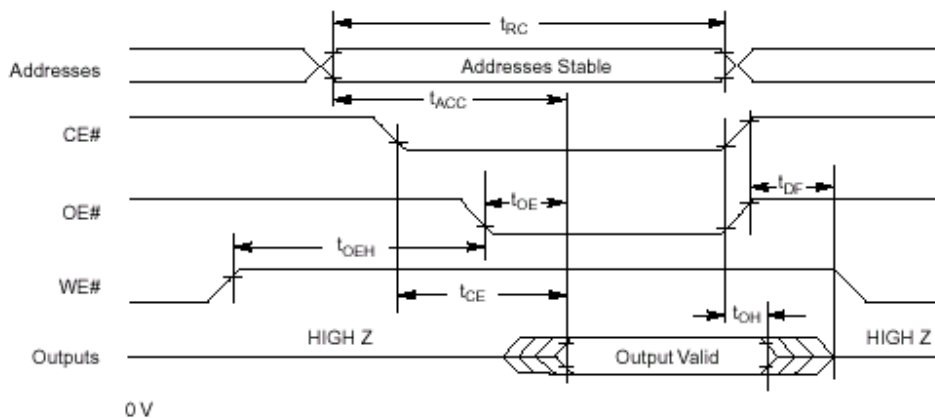 tRC
Addresses
Addresses Stable
tACC
CE#
tDF
OE#
tOE
tOEH
WE#
tCE
tOH
HIGH Z
HIGH Z
Outputs
Output Valid
0 V